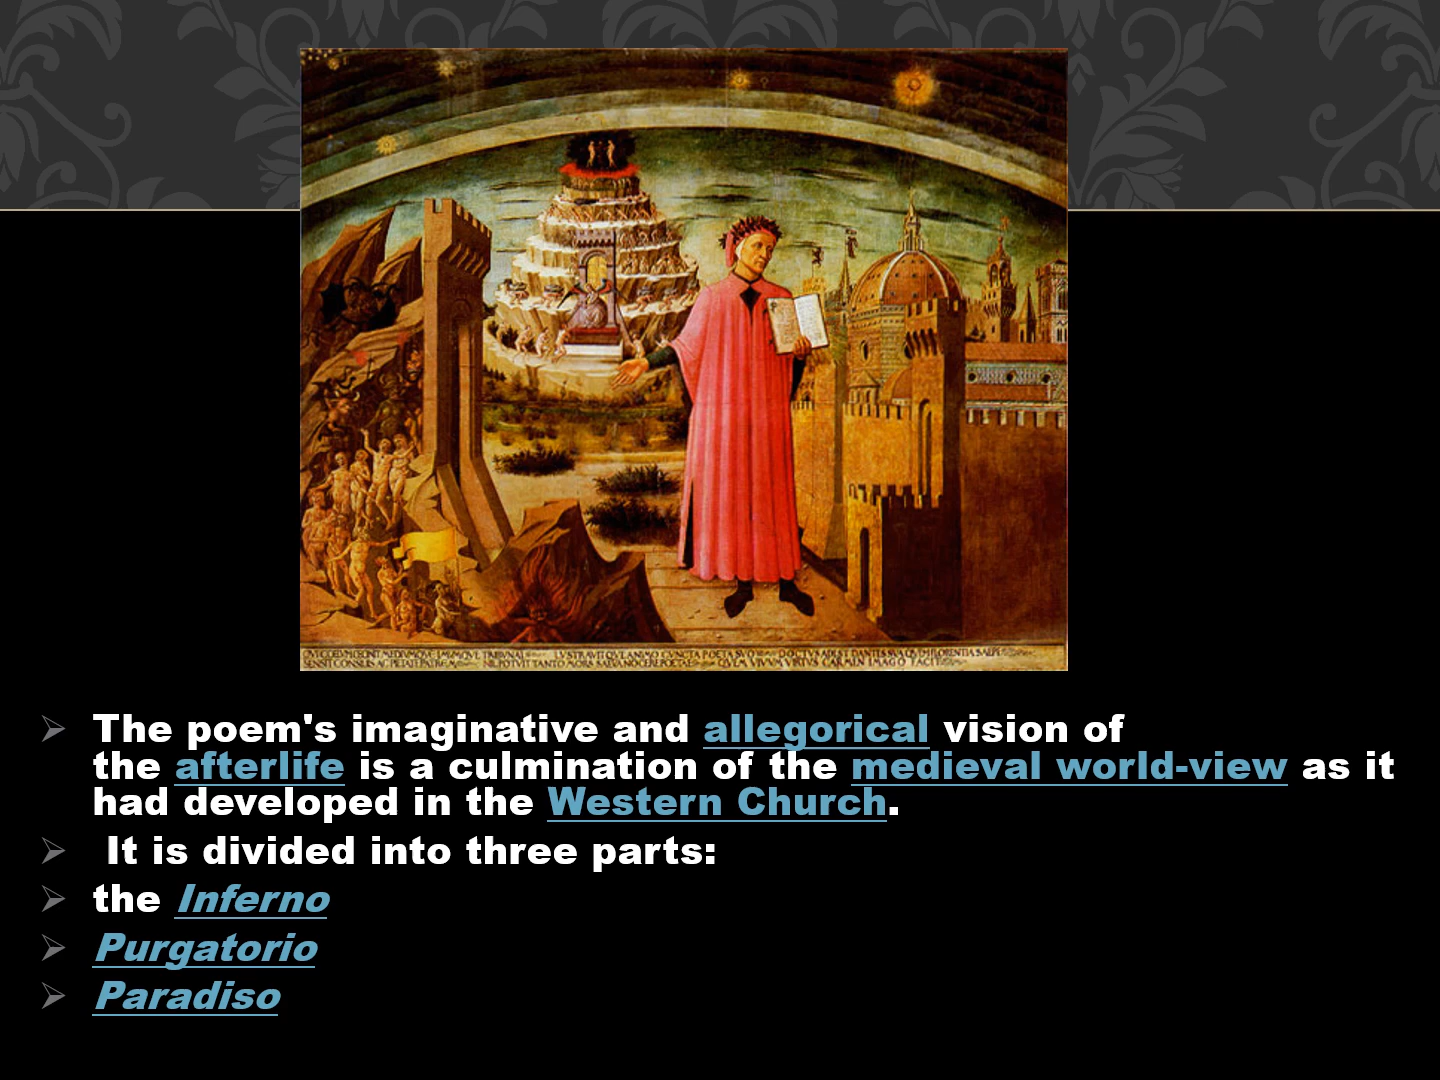 The poem's imaginative and allegorical vision of
the afterlife is a culmination of the medieval world-view as it
had developed in the Western Church.
It is divided into three parts:
the Inferno
Purgatorio
Paradiso